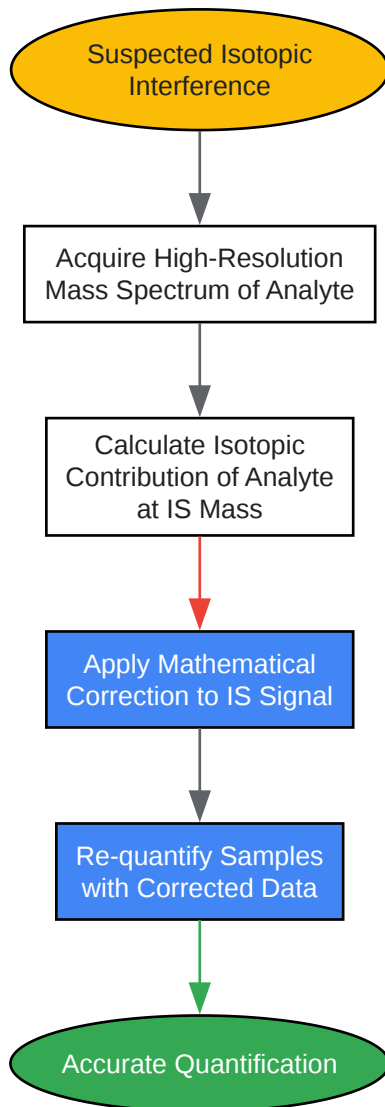 Suspected Isotopic
Interference
Acquire High-Resolution
Mass Spectrum of Analyte
Calculate Isotopic
Contribution of Analyte
at IS Mass
Apply Mathematical
Correction to IS Signal
Re-quantify Samples
with Corrected Data
Accurate Quantification